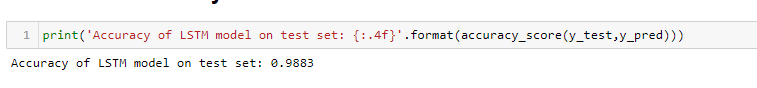 1 print('Accuracy of LSTM model on test set: {:.4f}'.format(accuracy_score(y_test,y_pred)))
Accuracy of LSTM model on test set: 0.9883